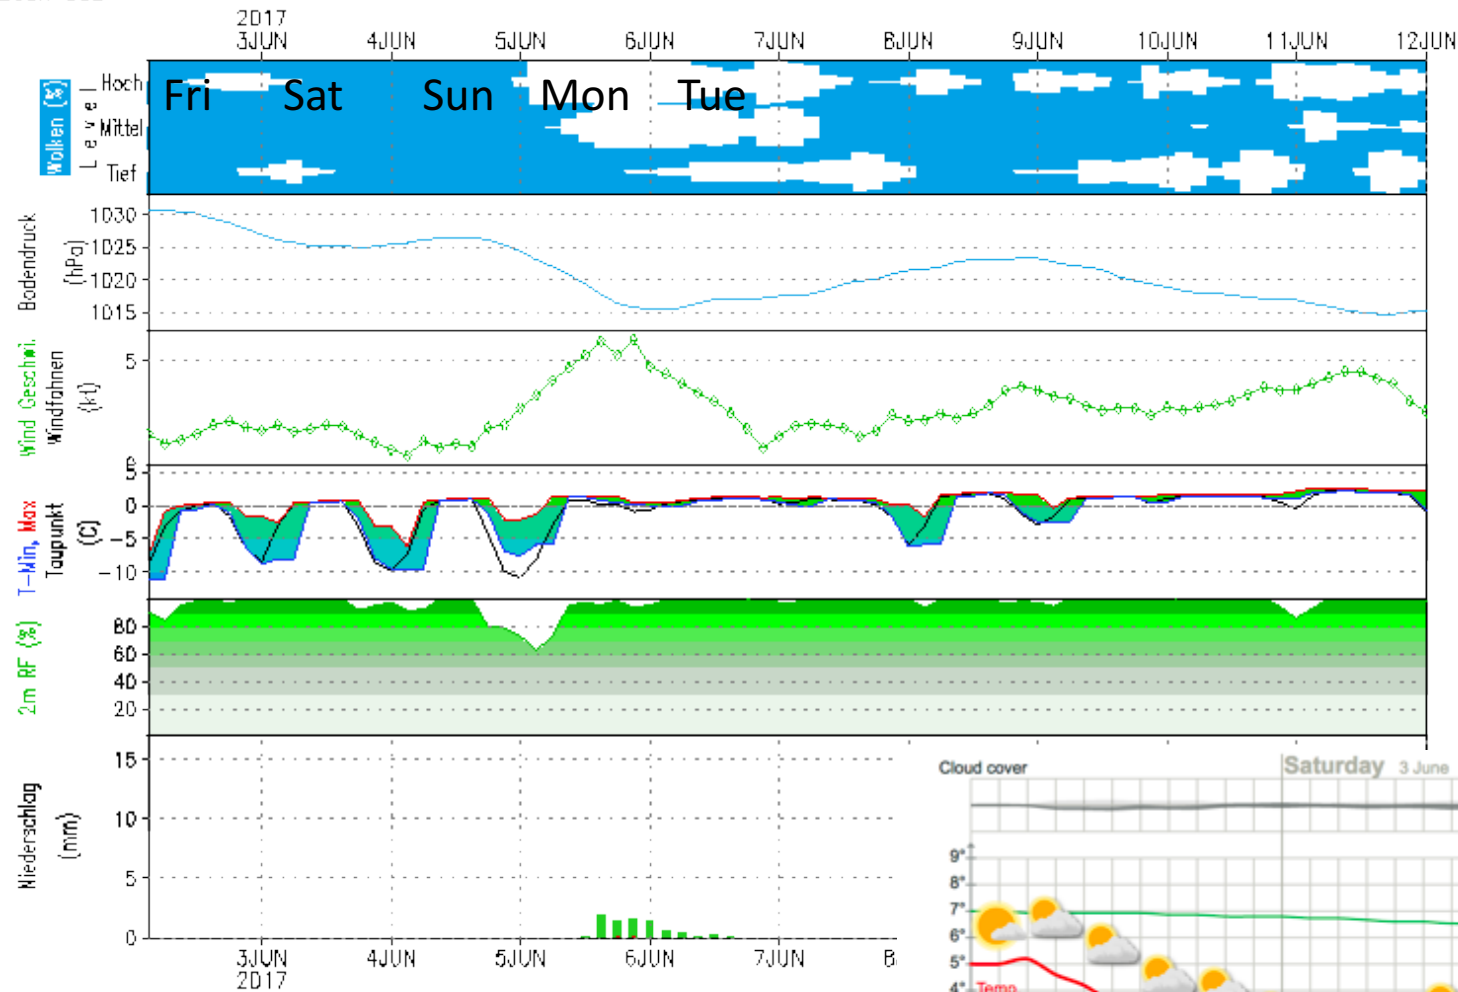 2017
3JUN 4JUN 5JUN 6JUN 7JUN 8JUN 9JUN 10JUN 11JUN 12JUN
Wolken (%)
Level
Hoch
Mittel
Tief
Fri Sat Sun Mon Tue
Bodendruck
(hPa)
1030
1025
1020
1015
Wind Geschwi.
Windfahnen
(kt)
5
T-Min, Max
Taupunkt
(C)
5
0
-5
-10
2m RF (%)
80
60
40
20
Niederschlag
(mm)
15
10
5
0
3JUN 4JUN 5JUN 6JUN 7JUN 8
2017
Cloud cover
Saturday 3 June
9°
8°
7°
6°
5°
4°
Temp